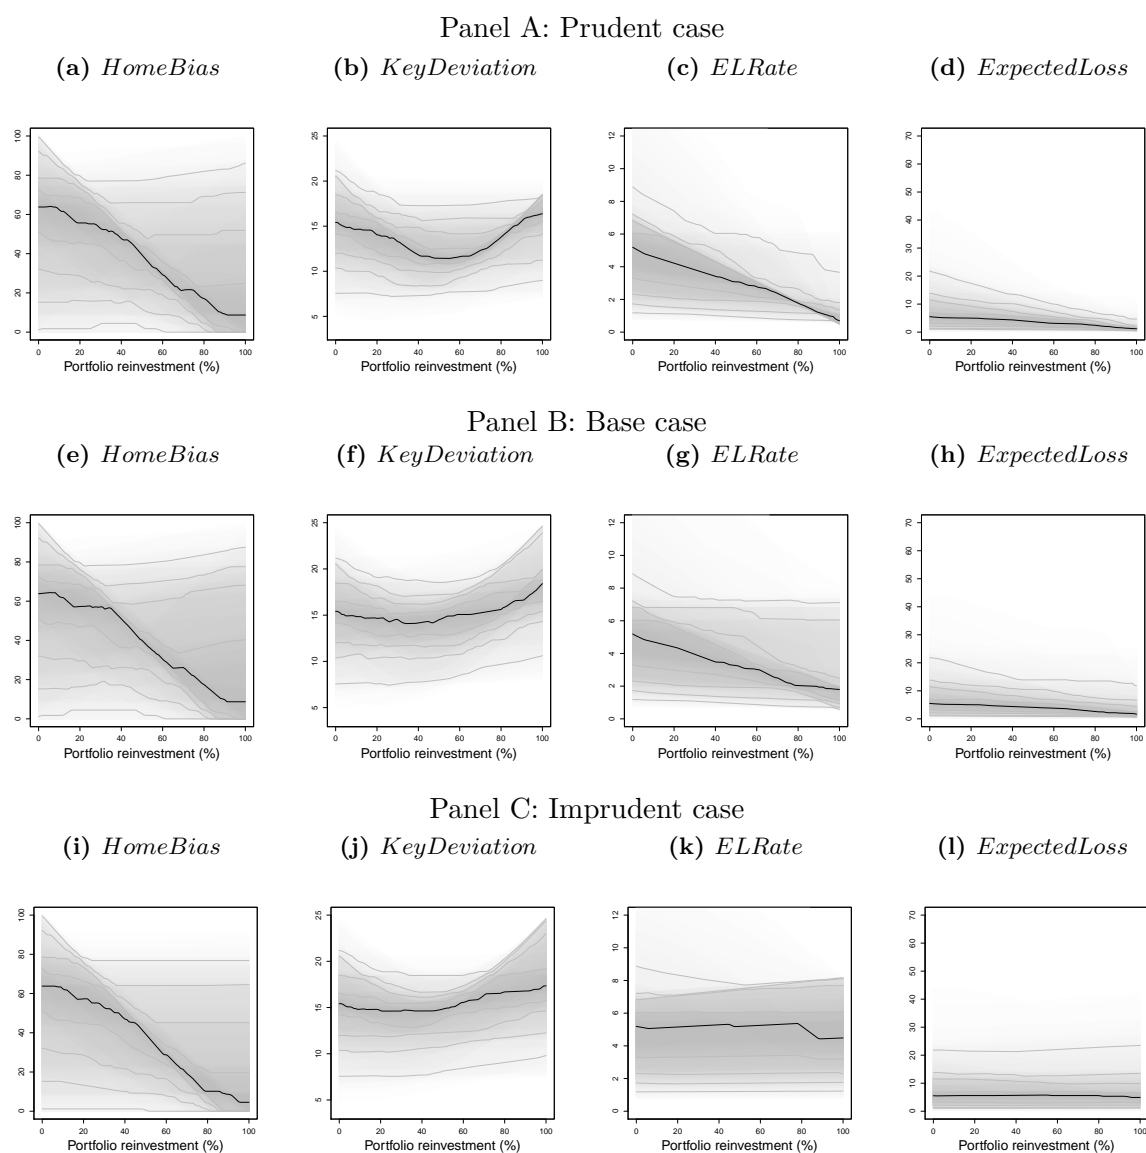 Panel A: Prudent case
(a) HomeBias (b) KeyDeviation (c) ELRate (d) ExpectedLoss
0 20 40 60 80 100
5 10 15 20 25
0 2 4 6 8 10 12
0 10 20 30 40 50 60 70
0 20 40 60 80 100
0 20 40 60 80 100
0 20 40 60 80 100
0 20 40 60 80 100
Portfolio reinvestment (%) Portfolio reinvestment (%) Portfolio reinvestment (%) Portfolio reinvestment (%)
Panel B: Base case
(e) HomeBias (f) KeyDeviation (g) ELRate (h) ExpectedLoss
0 20 40 60 80 100
5 10 15 20 25
0 2 4 6 8 10 12
0 10 20 30 40 50 60 70
0 20 40 60 80 100
0 20 40 60 80 100
0 20 40 60 80 100
0 20 40 60 80 100
Portfolio reinvestment (%) Portfolio reinvestment (%) Portfolio reinvestment (%) Portfolio reinvestment (%)
Panel C: Imprudent case
(i) HomeBias (j) KeyDeviation (k) ELRate (l) ExpectedLoss
0 20 40 60 80 100
5 10 15 20 25
0 2 4 6 8 10 12
0 10 20 30 40 50 60 70
0 20 40 60 80 100
0 20 40 60 80 100
0 20 40 60 80 100
0 20 40 60 80 100
Portfolio reinvestment (%) Portfolio reinvestment (%) Portfolio reinvestment (%) Portfolio reinvestment (%)